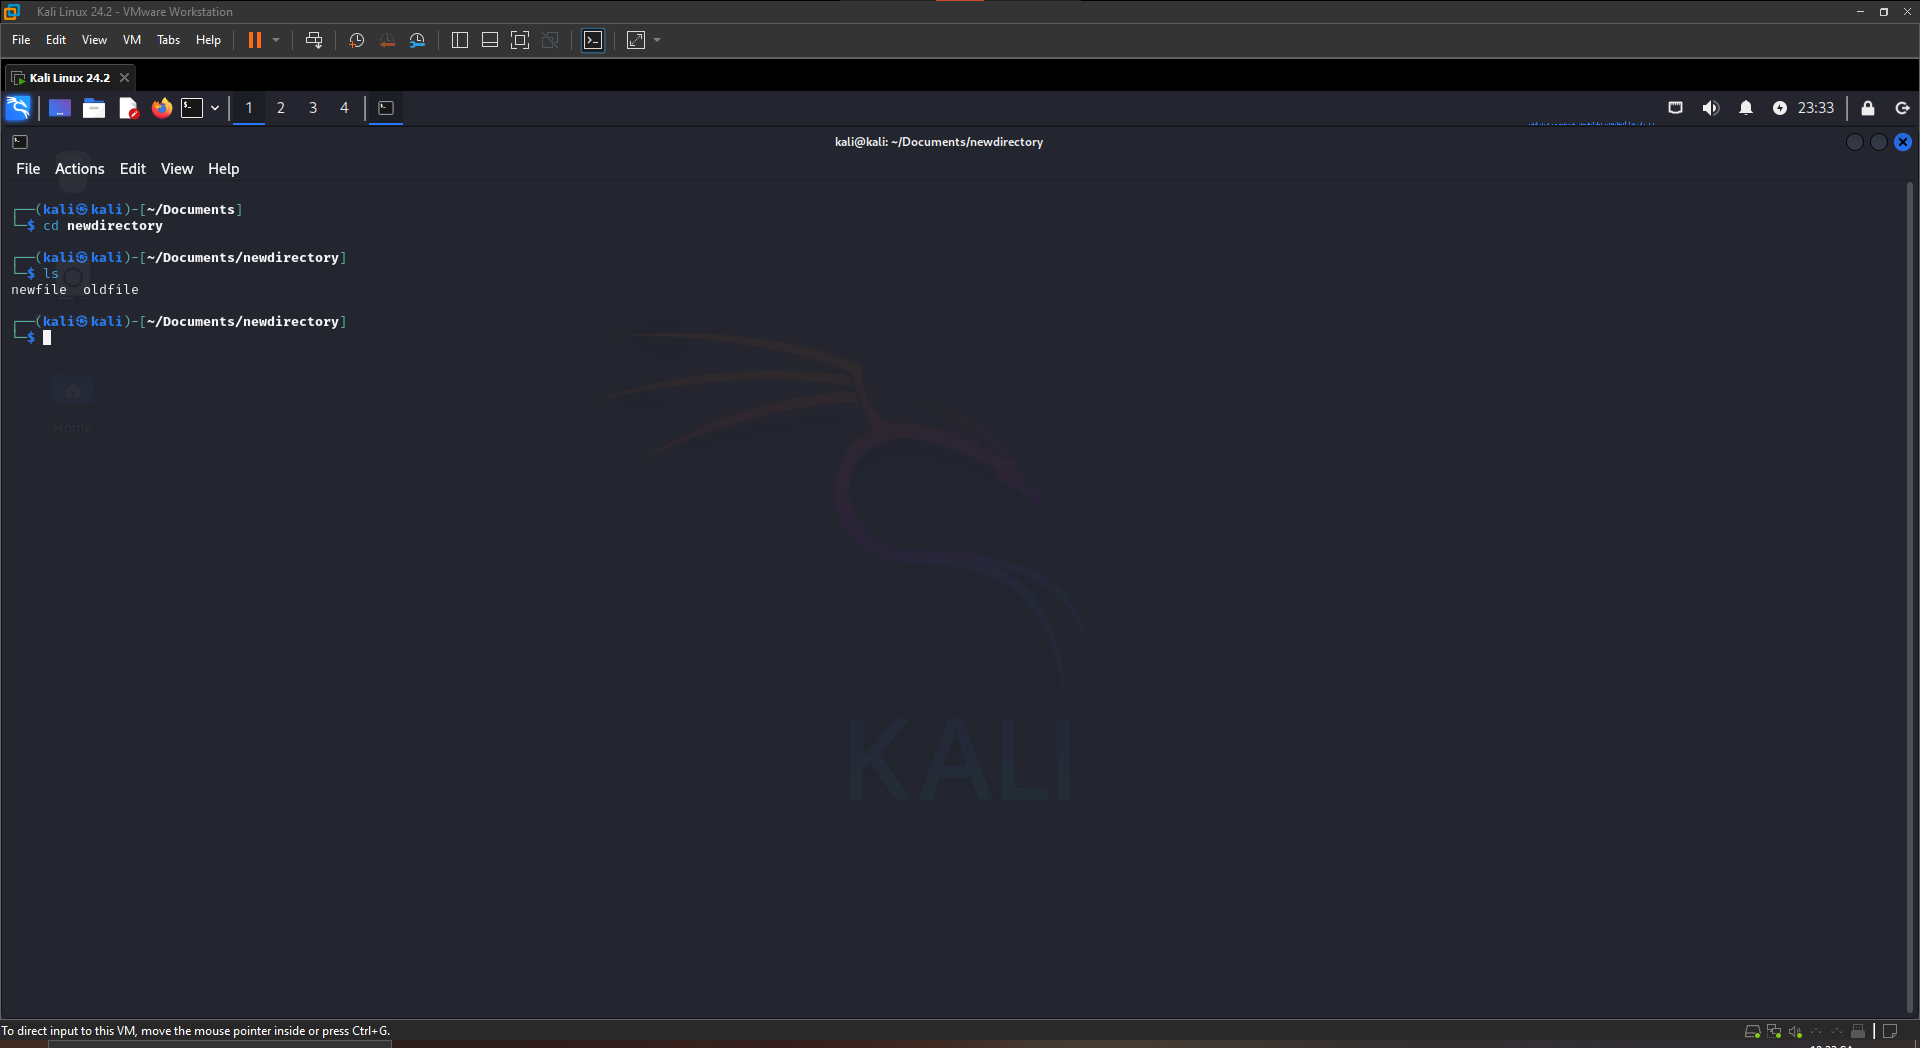 Kali Linux 24.2 - VMware Workstation
File Edit View VM Tabs Help
Kali Linux 24.2
1 2 3 4 23:33
kali@kali: ~/Documents/newdirectory
File Actions Edit View Help
┌──(kali㉿kali)-[~/Documents]
└─$ cd newdirectory
┌──(kali㉿kali)-[~/Documents/newdirectory]
└─$ ls
newfile  oldfile
┌──(kali㉿kali)-[~/Documents/newdirectory]
└─$
Home
KALI
To direct input to this VM, move the mouse pointer inside or press Ctrl+G.